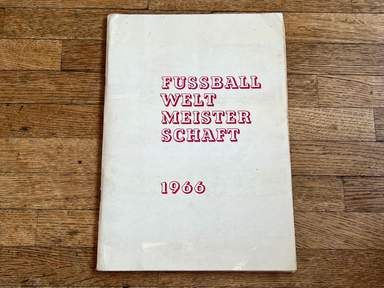 FUSSBALL
WELT
MEISTER
SCHAFT
1966